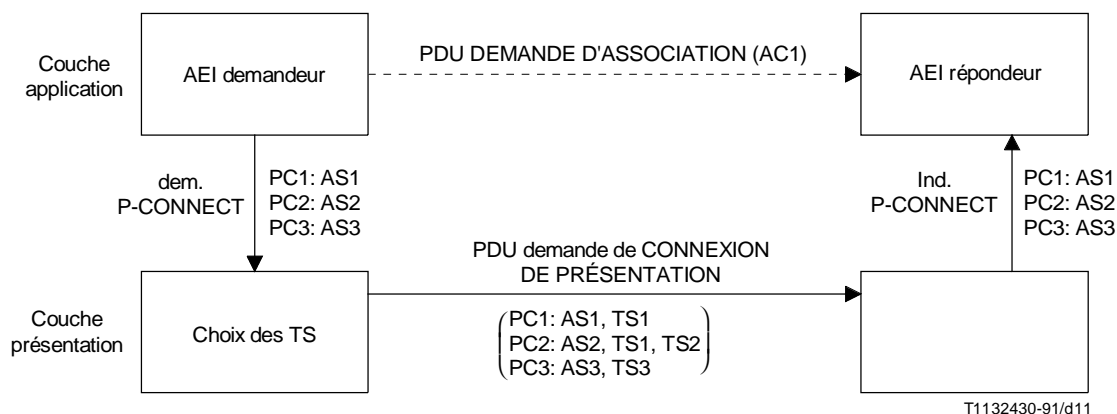 Couche
application
AEI demandeur
PDU DEMANDE D'ASSOCIATION (AC1)
AEI répondeur
dem.
P-CONNECT
PC1: AS1
PC2: AS2
PC3: AS3
Ind.
P-CONNECT
PC1: AS1
PC2: AS2
PC3: AS3
Couche
présentation
Choix des TS
PDU demande de CONNEXION
DE PRÉSENTATION
PC1: AS1, TS1
PC2: AS2, TS1, TS2
PC3: AS3, TS3
T1132430-91/d11